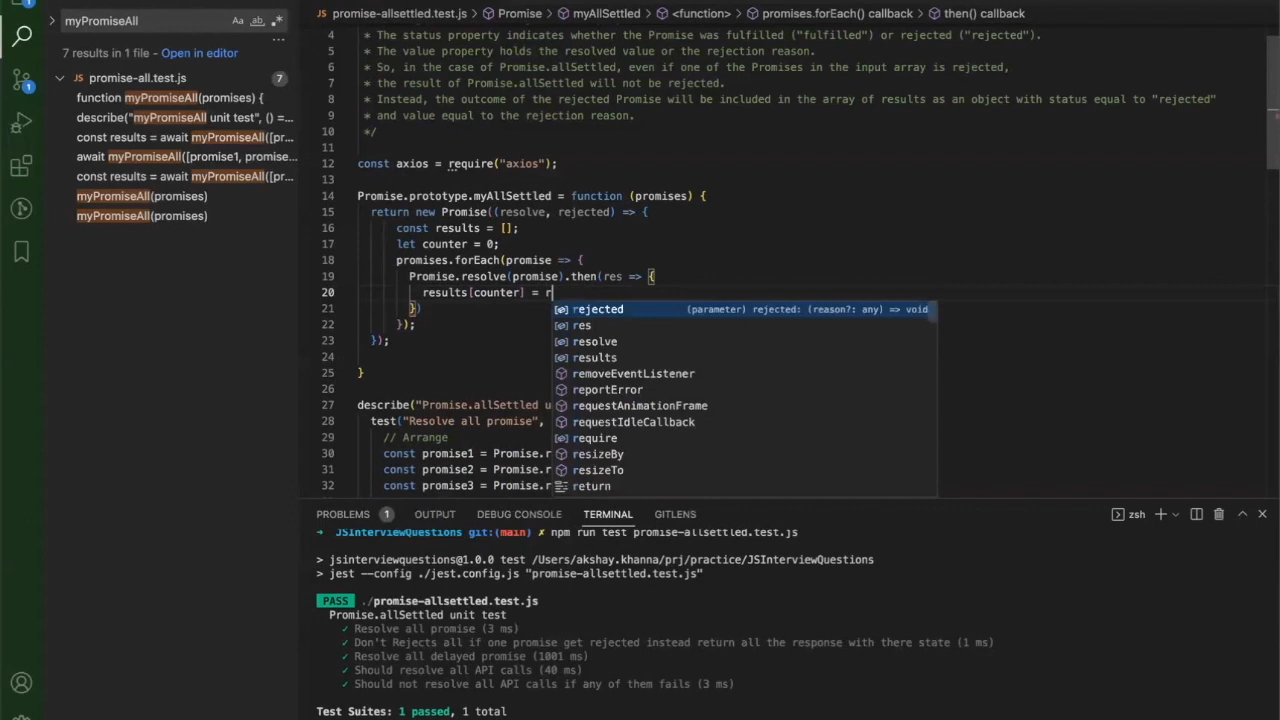 myPromiseAll
Aa ab .*
7 results in 1 file - Open in editor
promise-all.test.js 7
function myPromiseAll(promises) {
describe("myPromiseAll unit test", () =...
const results = await myPromiseAll([pr...
await myPromiseAll([promise1, promise...
const results = await myPromiseAll([pr...
myPromiseAll(promises)
myPromiseAll(promises)
1
promise-allsettled.test.js > Promise > myAllSettled > <function> > promises.forEach() callback > then() callback
4 * The status property indicates whether the Promise was fulfilled ("fulfilled") or rejected ("rejected").
5 * The value property holds the resolved value or the rejection reason.
6 * So, in the case of Promise.allSettled, even if one of the Promises in the input array is rejected,
7 * the result of Promise.allSettled will not be rejected.
8 * Instead, the outcome of the rejected Promise will be included in the array of results as an object with status equal to "rejected"
9 * and value equal to the rejection reason.
10 */
11
12 const axios = require("axios");
13
14 Promise.prototype.myAllSettled = function (promises) {
15 return new Promise((resolve, rejected) => {
16 const results = [];
17 let counter = 0;
18 promises.forEach(promise => {
19 Promise.resolve(promise).then(res => {
20 results[counter] = r
21 })
22 });
23 });
24
25 }
26
27 describe("Promise.allSettled u
28 test("Resolve all promise",
29 // Arrange
30 const promise1 = Promise.r
31 const promise2 = Promise.r
32 const promise3 = Promise.r
rejected (parameter) rejected: (reason?: any) => void
res
resolve
results
removeEventListener
reportError
requestAnimationFrame
requestIdleCallback
require
resizeBy
resizeTo
return
PROBLEMS 1 OUTPUT DEBUG CONSOLE TERMINAL GITLENS zsh
➜ JSInterviewQuestions git:(main) ✗ npm run test promise-allsettled.test.js
> jsinterviewquestions@1.0.0 test /Users/akshay.khanna/prj/practice/JSInterviewQuestions
> jest --config ./jest.config.js "promise-allsettled.test.js"
PASS ./promise-allsettled.test.js
Promise.allSettled unit test
✓ Resolve all promise (3 ms)
✓ Don't Rejects all if one promise get rejected instead return all the response with there state (1 ms)
✓ Resolve all delayed promise (1001 ms)
✓ Should resolve all API calls (40 ms)
✓ Should not resolve all API calls if any of them fails (3 ms)
Test Suites: 1 passed, 1 total